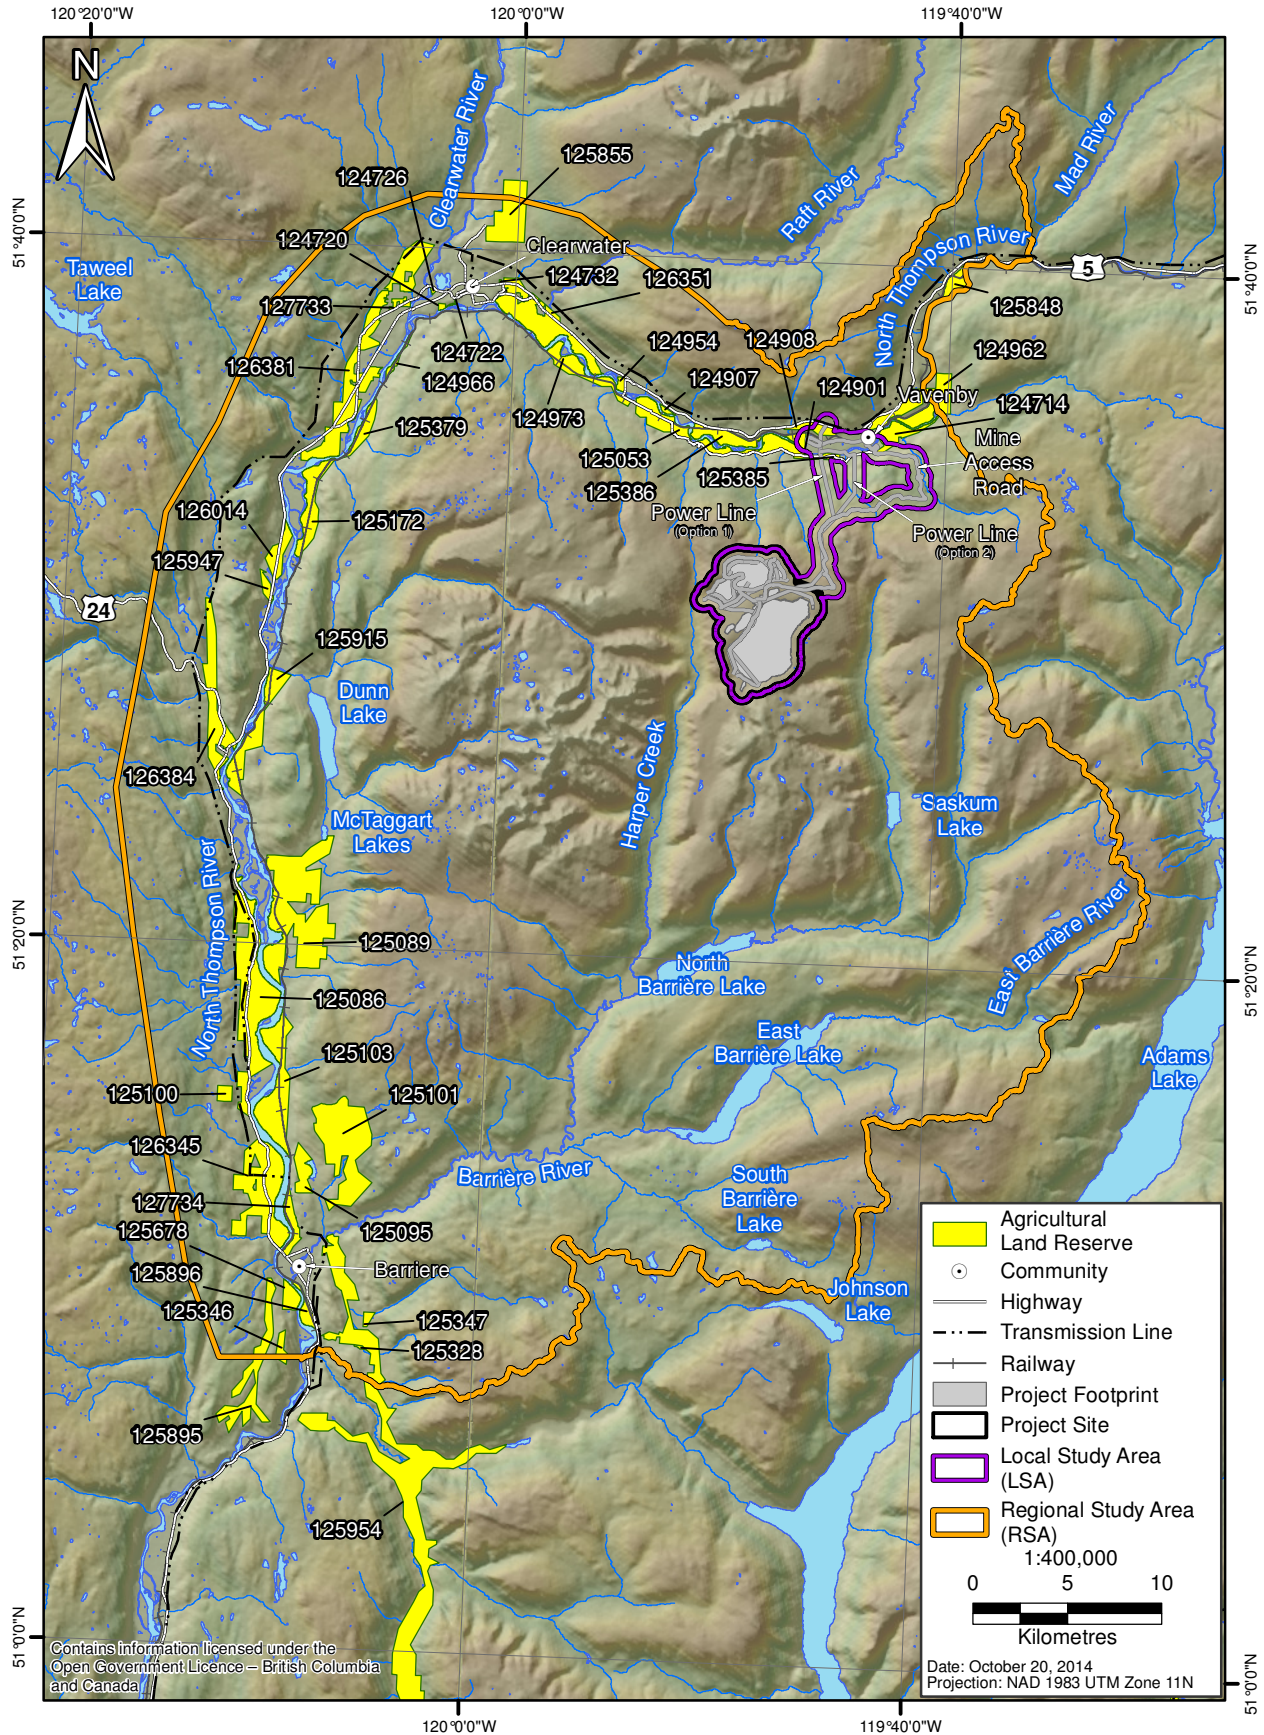 120°20'0"W
120°0'0"W
119°40'0"W
N
51°40'0"N
51°40'0"N
51°20'0"N
51°20'0"N
51°0'0"N
51°0'0"N
120°0'0"W
119°40'0"W
Clearwater River
Raft River
Mad River
North Thompson River
5
125855
124726
124720
Clearwater
Taweel
Lake
124732
126351
127733
125848
124722
124954
124908
124962
126381
124966
124907
124901
Vavenby
124973
124714
125379
Mine
Access
Road
125053
125386
125385
Power Line
(Option 1)
Power Line
(Option 2)
126014
125172
125947
24
125915
Dunn
Lake
126384
Harper Creek
McTaggart
Lakes
Saskum
Lake
North Thompson River
East Barrière River
125089
North
Barrière Lake
125086
East
Barrière Lake
125103
Adams
Lake
125100
125101
126345
Barrière River
South
Barrière
Lake
127734
125678
125095
125896
Barriere
Johnson
Lake
125346
125347
125328
125895
125954
Agricultural
Land Reserve
Community
Highway
Transmission Line
Railway
Project Footprint
Project Site
Local Study Area
(LSA)
Regional Study Area
(RSA)
1:400,000
0 5 10
Kilometres
Date: October 20, 2014
Projection: NAD 1983 UTM Zone 11N
Contains information licensed under the
Open Government Licence – British Columbia
and Canada